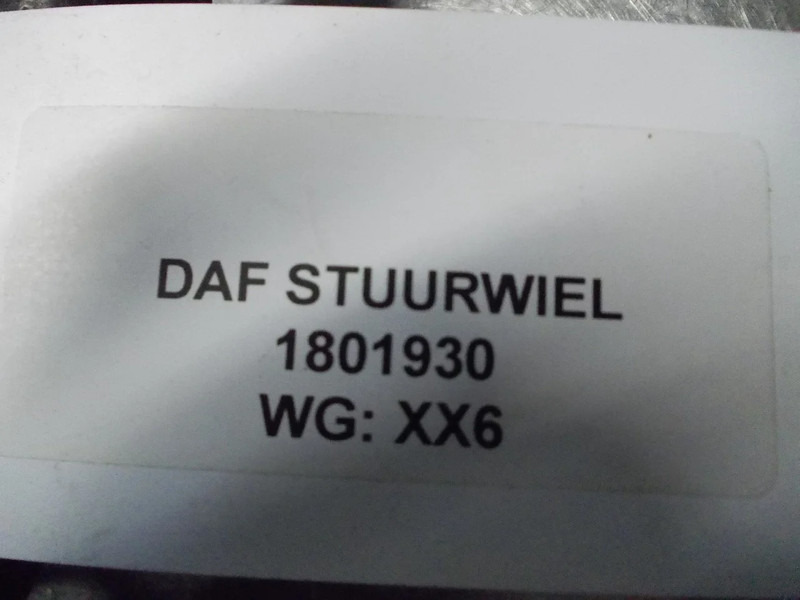 DAF STUURWIEL
1801930
WG: XX6